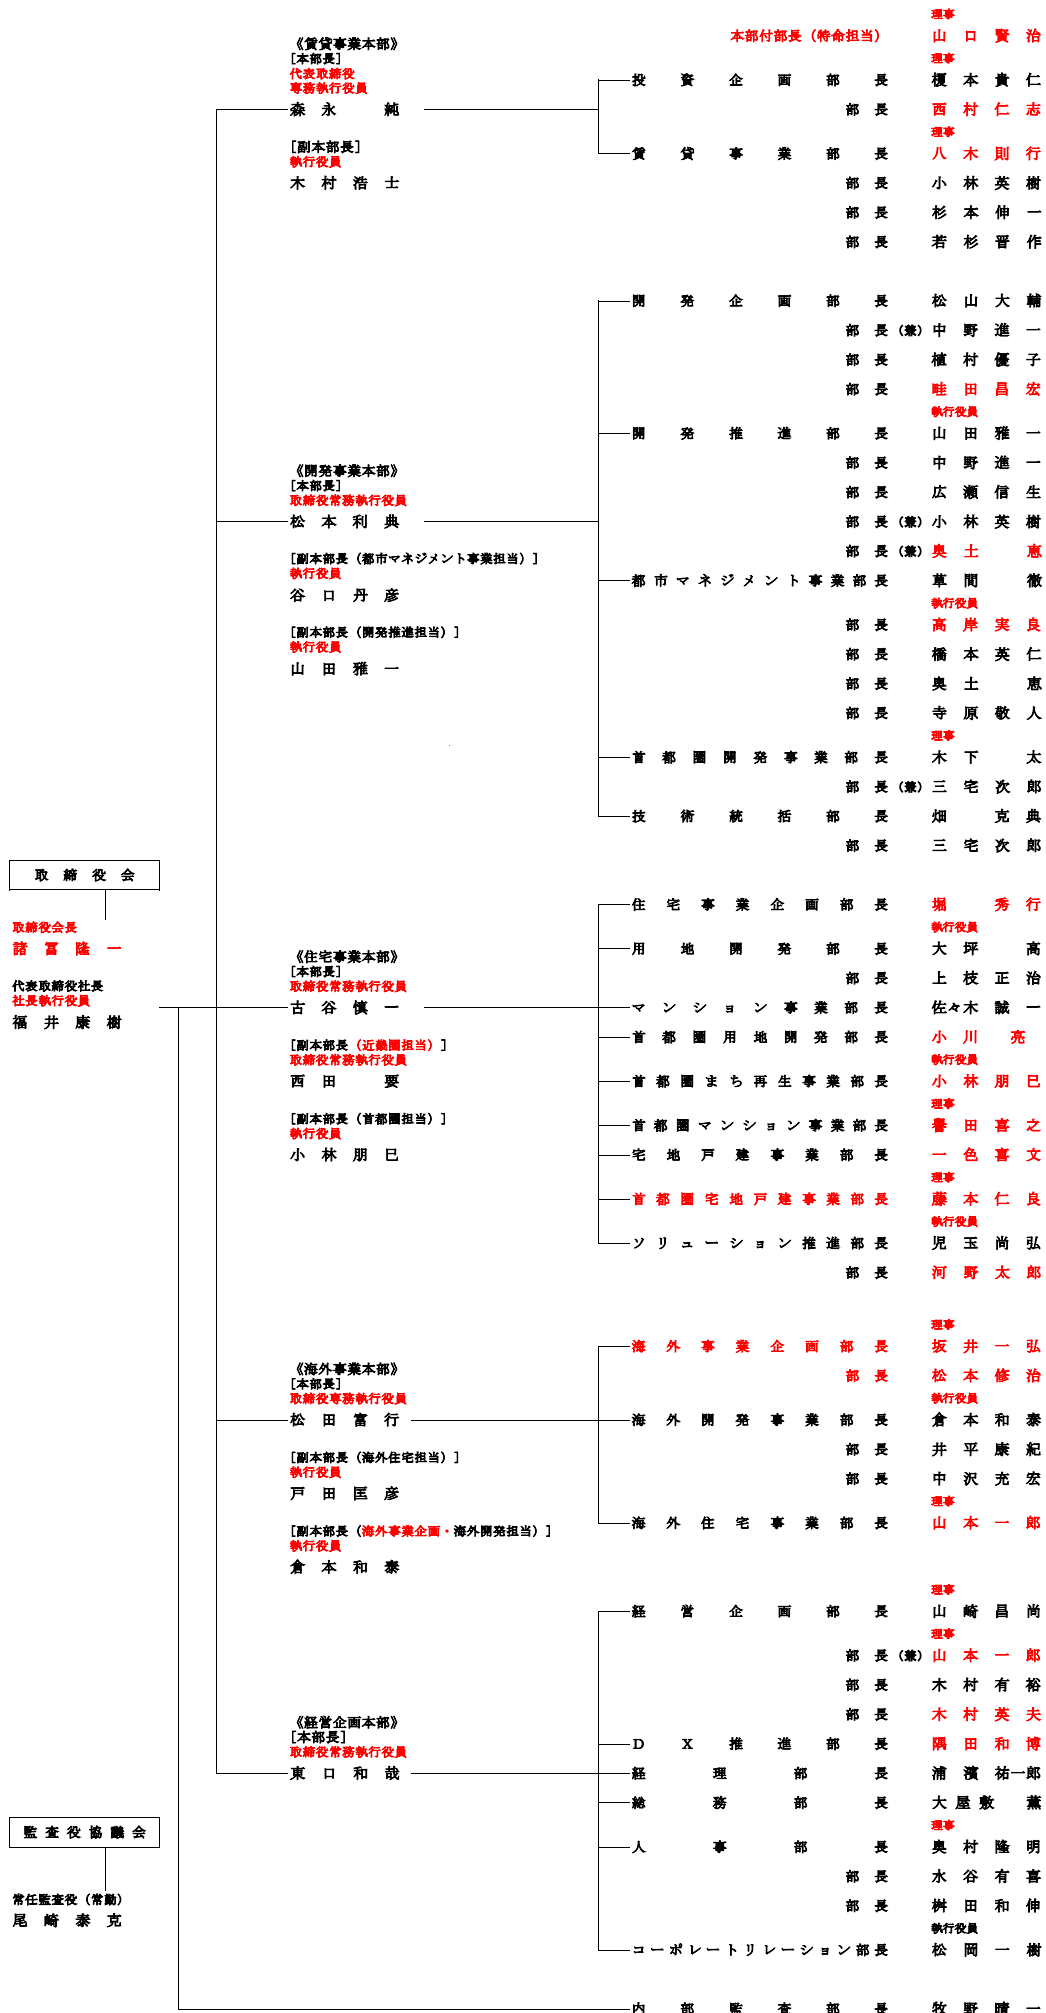 取締役会
取締役会長
諸冨隆一
代表取締役社長
社長執行役員
福井康樹
監査役協議会
常任監査役（常勤）
尾崎泰克
《賃貸事業本部》
[本部長]
代表取締役
専務執行役員
森永純
[副本部長]
執行役員
木村浩士
理事
本部付部長（特命担当） 山口賢治
理事
投資企画部長 榎本貴仁
部長 西村仁志
理事
賃貸事業部長 八木則行
部長 小林英樹
部長 杉本伸一
部長 若杉晋作
《開発事業本部》
[本部長]
取締役常務執行役員
松本利典
[副本部長（都市マネジメント事業担当）]
執行役員
谷口丹彦
[副本部長（開発推進担当）]
執行役員
山田雅一
開発企画部長 松山大輔
部長（兼）中野進一
部長 植村優子
部長 畦田昌宏
執行役員
開発推進部長 山田雅一
部長 中野進一
部長 広瀬信生
部長（兼）小林英樹
部長（兼）奥土恵
都市マネジメント事業部長 草間徹
執行役員
部長 高岸実良
部長 橋本英仁
部長 奥土恵
部長 寺原敬人
理事
首都圏開発事業部長 木下太
部長（兼）三宅次郎
技術統括部長 畑克典
部長 三宅次郎
《住宅事業本部》
[本部長]
取締役常務執行役員
古谷慎一
[副本部長（近畿圏担当）]
取締役常務執行役員
西田要
[副本部長（首都圏担当）]
執行役員
小林朋巳
住宅事業企画部長 堀秀行
執行役員
用地開発部長 大坪高
部長 上枝正治
マンション事業部長 佐々木誠一
首都圏用地開発部長 小川亮
執行役員
首都圏まち再生事業部長 小林朋巳
理事
首都圏マンション事業部長 譽田喜之
宅地戸建事業部長 一色喜文
理事
首都圏宅地戸建事業部長 藤本仁良
執行役員
ソリューション推進部長 児玉尚弘
部長 河野太郎
《海外事業本部》
[本部長]
取締役専務執行役員
松田富行
[副本部長（海外住宅担当）]
執行役員
戸田匡彦
[副本部長（海外事業企画・海外開発担当）]
執行役員
倉本和泰
理事
海外事業企画部長 坂井一弘
部長 松本修治
執行役員
海外開発事業部長 倉本和泰
部長 井平康紀
部長 中沢充宏
理事
海外住宅事業部長 山本一郎
《経営企画本部》
[本部長]
取締役常務執行役員
東口和哉
理事
経営企画部長 山崎昌尚
理事
部長（兼）山本一郎
部長 木村有裕
部長 木村英夫
DX推進部長 隅田和博
経理部長 浦濱祐一郎
総務部長 大屋敷薫
理事
人事部長 奥村隆明
部長 水谷有喜
部長 桝田和伸
執行役員
コーポレートリレーション部長 松岡一樹
内部監査部長 牧野晴一